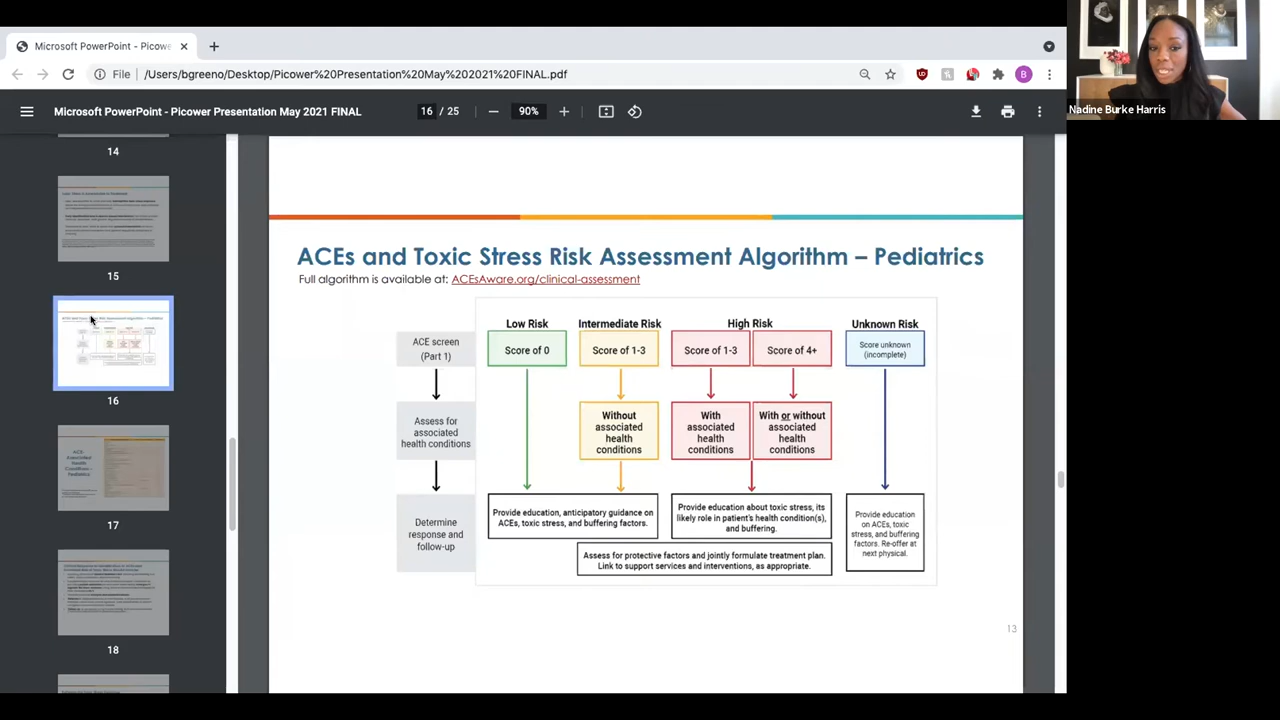 Microsoft PowerPoint - Picow
File
/Users/bgreeno/Desktop/Picower%20Presentation%20May%202021%20FINAL.pdf
B
Nadine Burke Harris
Microsoft PowerPoint - Picower Presentation May 2021 FINAL
16 / 25
90%
14
15
16
17
18
ACEs and Toxic Stress Risk Assessment Algorithm – Pediatrics
Full algorithm is available at: ACEsAware.org/clinical-assessment
Low Risk
Intermediate Risk
High Risk
Unknown Risk
ACE screen
(Part 1)
Score of 0
Score of 1-3
Score of 1-3
Score of 4+
Score unknown
(incomplete)
Assess for
associated
health conditions
Without
associated
health
conditions
With
associated
health
conditions
With or without
associated
health
conditions
Determine
response and
follow-up
Provide education, anticipatory guidance on
ACEs, toxic stress, and buffering factors.
Provide education about toxic stress, its
likely role in patient's health condition(s),
and buffering.
Assess for protective factors and jointly formulate treatment plan.
Link to support services and interventions, as appropriate.
Provide education
on ACEs, toxic
stress, and buffering
factors. Re-offer at
next physical.
13